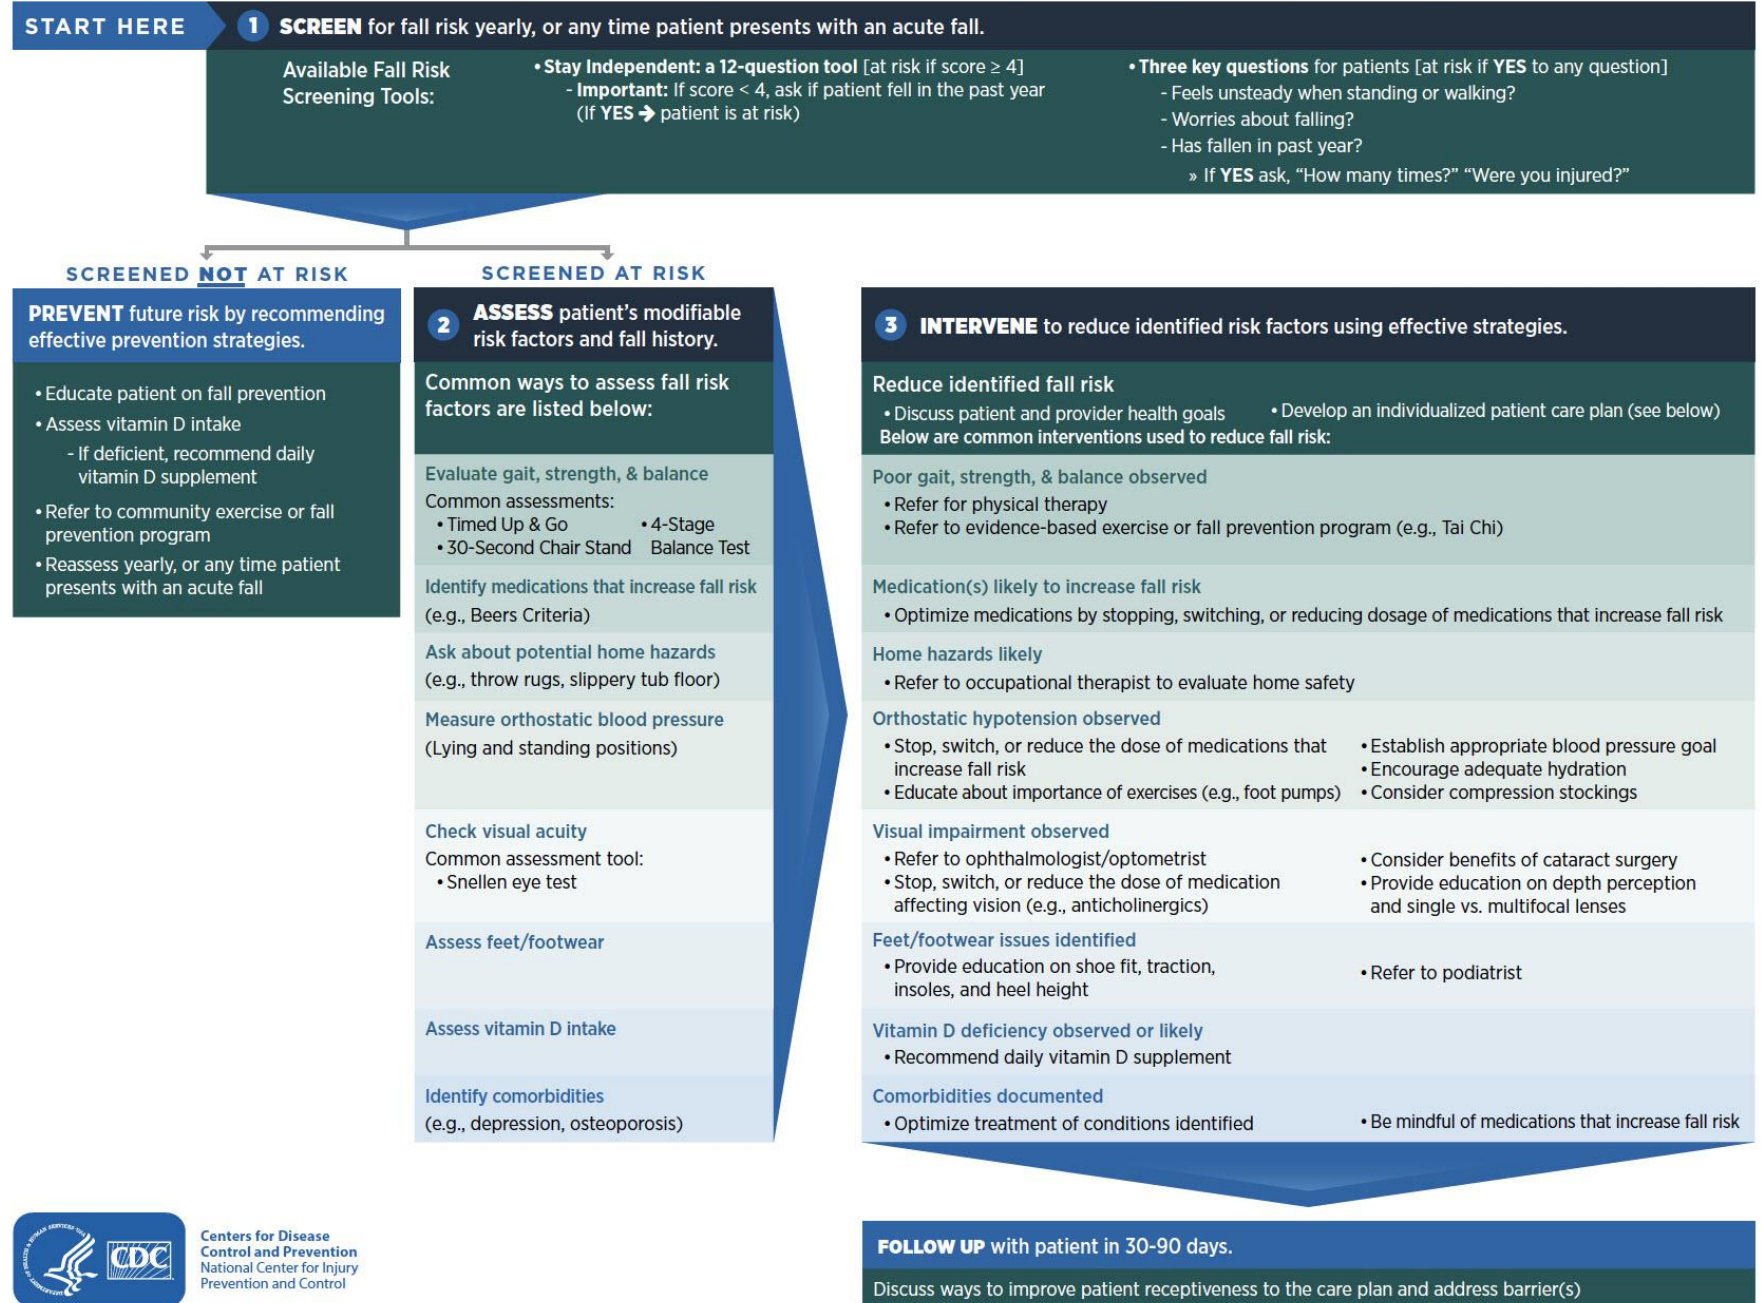 START HERE
1 SCREEN for fall risk yearly, or any time patient presents with an acute fall.
Available Fall Risk
Screening Tools:
• Stay Independent: a 12-question tool [at risk if score ≥ 4]
- Important: If score < 4, ask if patient fell in the past year
(If YES ➔ patient is at risk)
• Three key questions for patients [at risk if YES to any question]
- Feels unsteady when standing or walking?
- Worries about falling?
- Has fallen in past year?
» If YES ask, “How many times?” “Were you injured?”
SCREENED NOT AT RISK
PREVENT future risk by recommending
effective prevention strategies.
• Educate patient on fall prevention
• Assess vitamin D intake
- If deficient, recommend daily
vitamin D supplement
• Refer to community exercise or fall
prevention program
• Reassess yearly, or any time patient
presents with an acute fall
SCREENED AT RISK
2 ASSESS patient’s modifiable
risk factors and fall history.
Common ways to assess fall risk
factors are listed below:
Evaluate gait, strength, & balance
Common assessments:
• Timed Up & Go
• 30-Second Chair Stand
• 4-Stage
Balance Test
Identify medications that increase fall risk
(e.g., Beers Criteria)
Ask about potential home hazards
(e.g., throw rugs, slippery tub floor)
Measure orthostatic blood pressure
(Lying and standing positions)
Check visual acuity
Common assessment tool:
• Snellen eye test
Assess feet/footwear
Assess vitamin D intake
Identify comorbidities
(e.g., depression, osteoporosis)
3 INTERVENE to reduce identified risk factors using effective strategies.
Reduce identified fall risk
• Discuss patient and provider health goals
• Develop an individualized patient care plan (see below)
Below are common interventions used to reduce fall risk:
Poor gait, strength, & balance observed
• Refer for physical therapy
• Refer to evidence-based exercise or fall prevention program (e.g., Tai Chi)
Medication(s) likely to increase fall risk
• Optimize medications by stopping, switching, or reducing dosage of medications that increase fall risk
Home hazards likely
• Refer to occupational therapist to evaluate home safety
Orthostatic hypotension observed
• Stop, switch, or reduce the dose of medications that
increase fall risk
• Educate about importance of exercises (e.g., foot pumps)
• Establish appropriate blood pressure goal
• Encourage adequate hydration
• Consider compression stockings
Visual impairment observed
• Refer to ophthalmologist/optometrist
• Stop, switch, or reduce the dose of medication
affecting vision (e.g., anticholinergics)
• Consider benefits of cataract surgery
• Provide education on depth perception
and single vs. multifocal lenses
Feet/footwear issues identified
• Provide education on shoe fit, traction,
insoles, and heel height
• Refer to podiatrist
Vitamin D deficiency observed or likely
• Recommend daily vitamin D supplement
Comorbidities documented
• Optimize treatment of conditions identified
• Be mindful of medications that increase fall risk
FOLLOW UP with patient in 30-90 days.
Discuss ways to improve patient receptiveness to the care plan and address barrier(s)
CDC
Centers for Disease
Control and Prevention
National Center for Injury
Prevention and Control